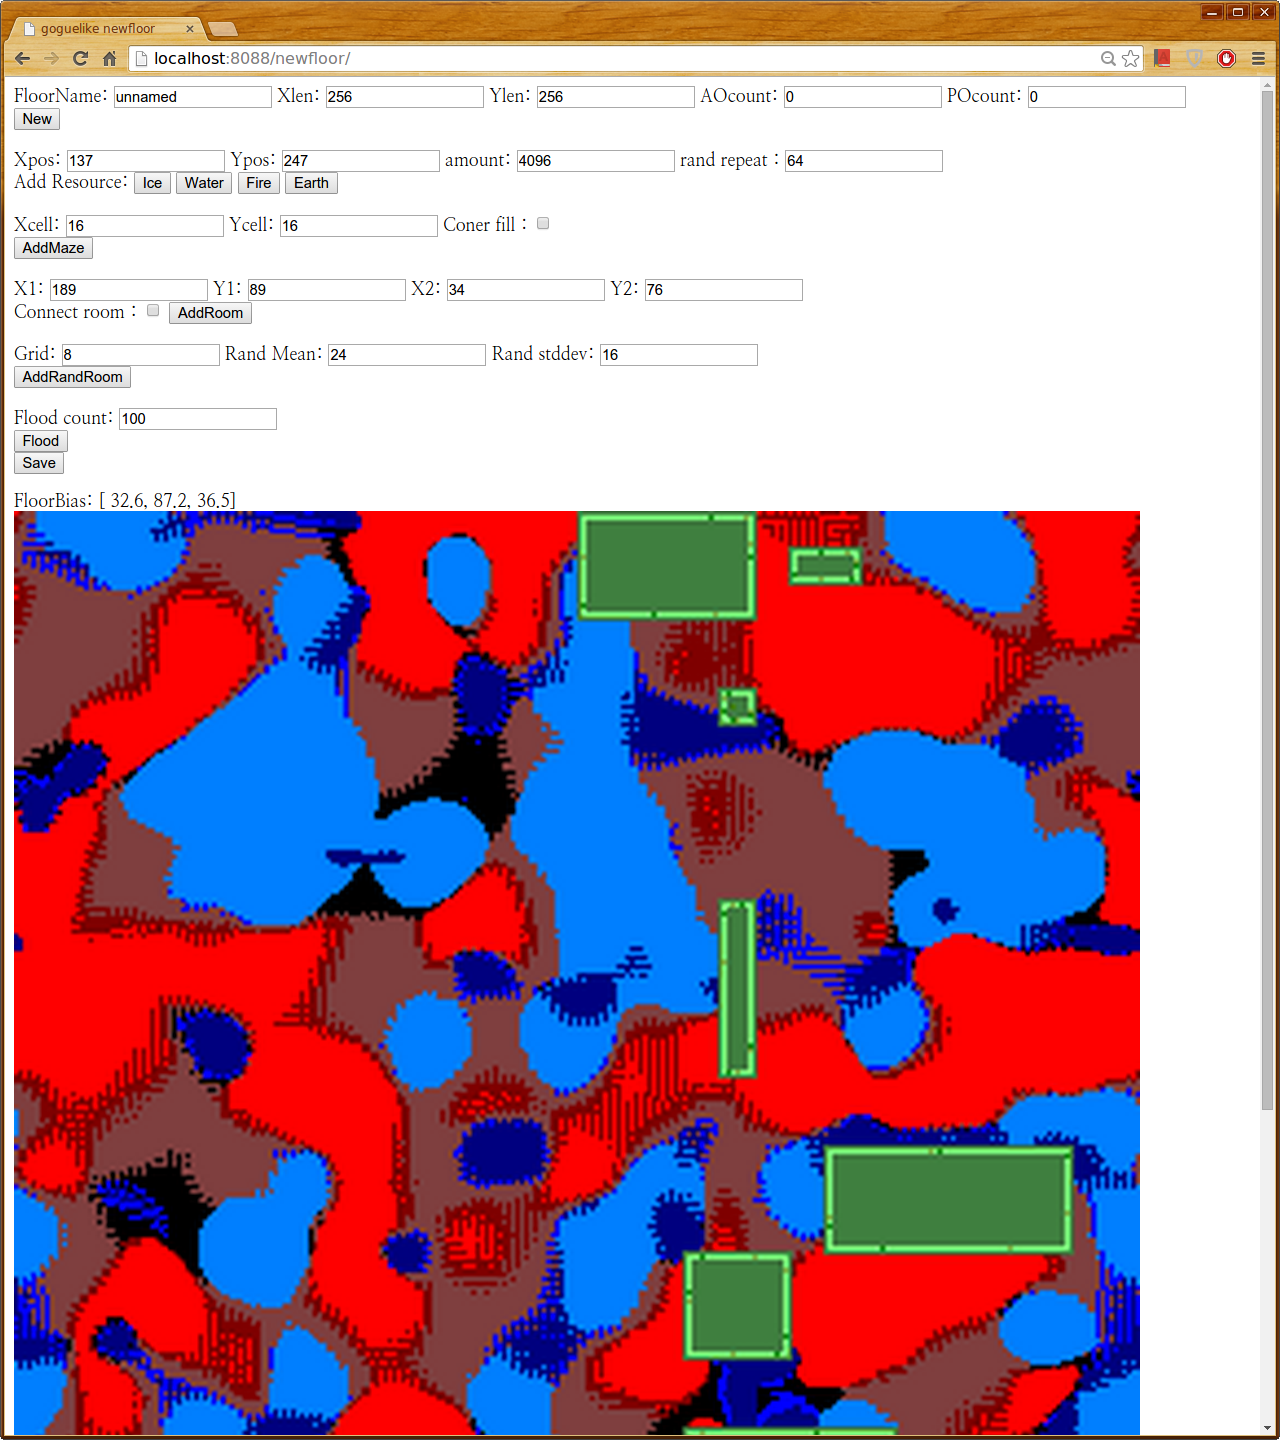 goguelike newfloor
localhost:8088/newfloor/
FloorName: unnamed Xlen: 256 Ylen: 256 AOcount: 0 POcount: 0
New
Xpos: 137 Ypos: 247 amount: 4096 rand repeat : 64
Add Resource: Ice Water Fire Earth
Xcell: 16 Ycell: 16 Coner fill :
AddMaze
X1: 189 Y1: 89 X2: 34 Y2: 76
Connect room : AddRoom
Grid: 8 Rand Mean: 24 Rand stddev: 16
AddRandRoom
Flood count: 100
Flood
Save
FloorBias: [ 32.6, 87.2, 36.5]